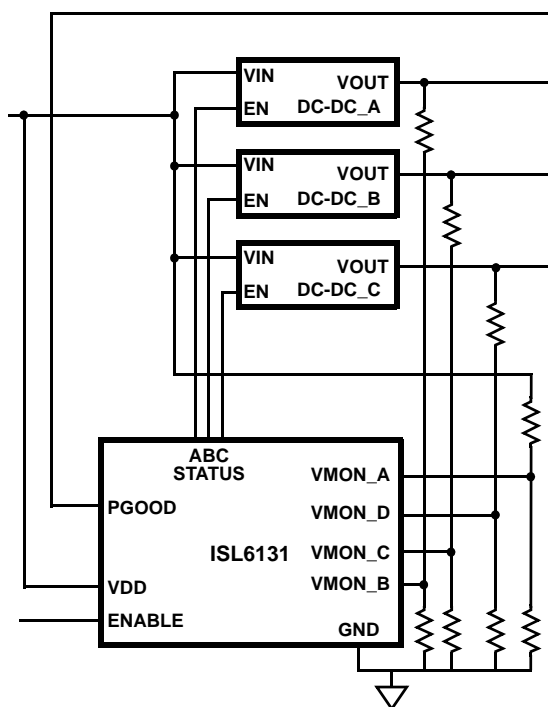 VIN
VOUT
EN
DC-DC_A
VIN
VOUT
EN
DC-DC_B
VIN
VOUT
EN
DC-DC_C
ABC
STATUS
VMON_A
PGOOD
VMON_D
ISL6131
VMON_C
VDD
VMON_B
ENABLE
GND